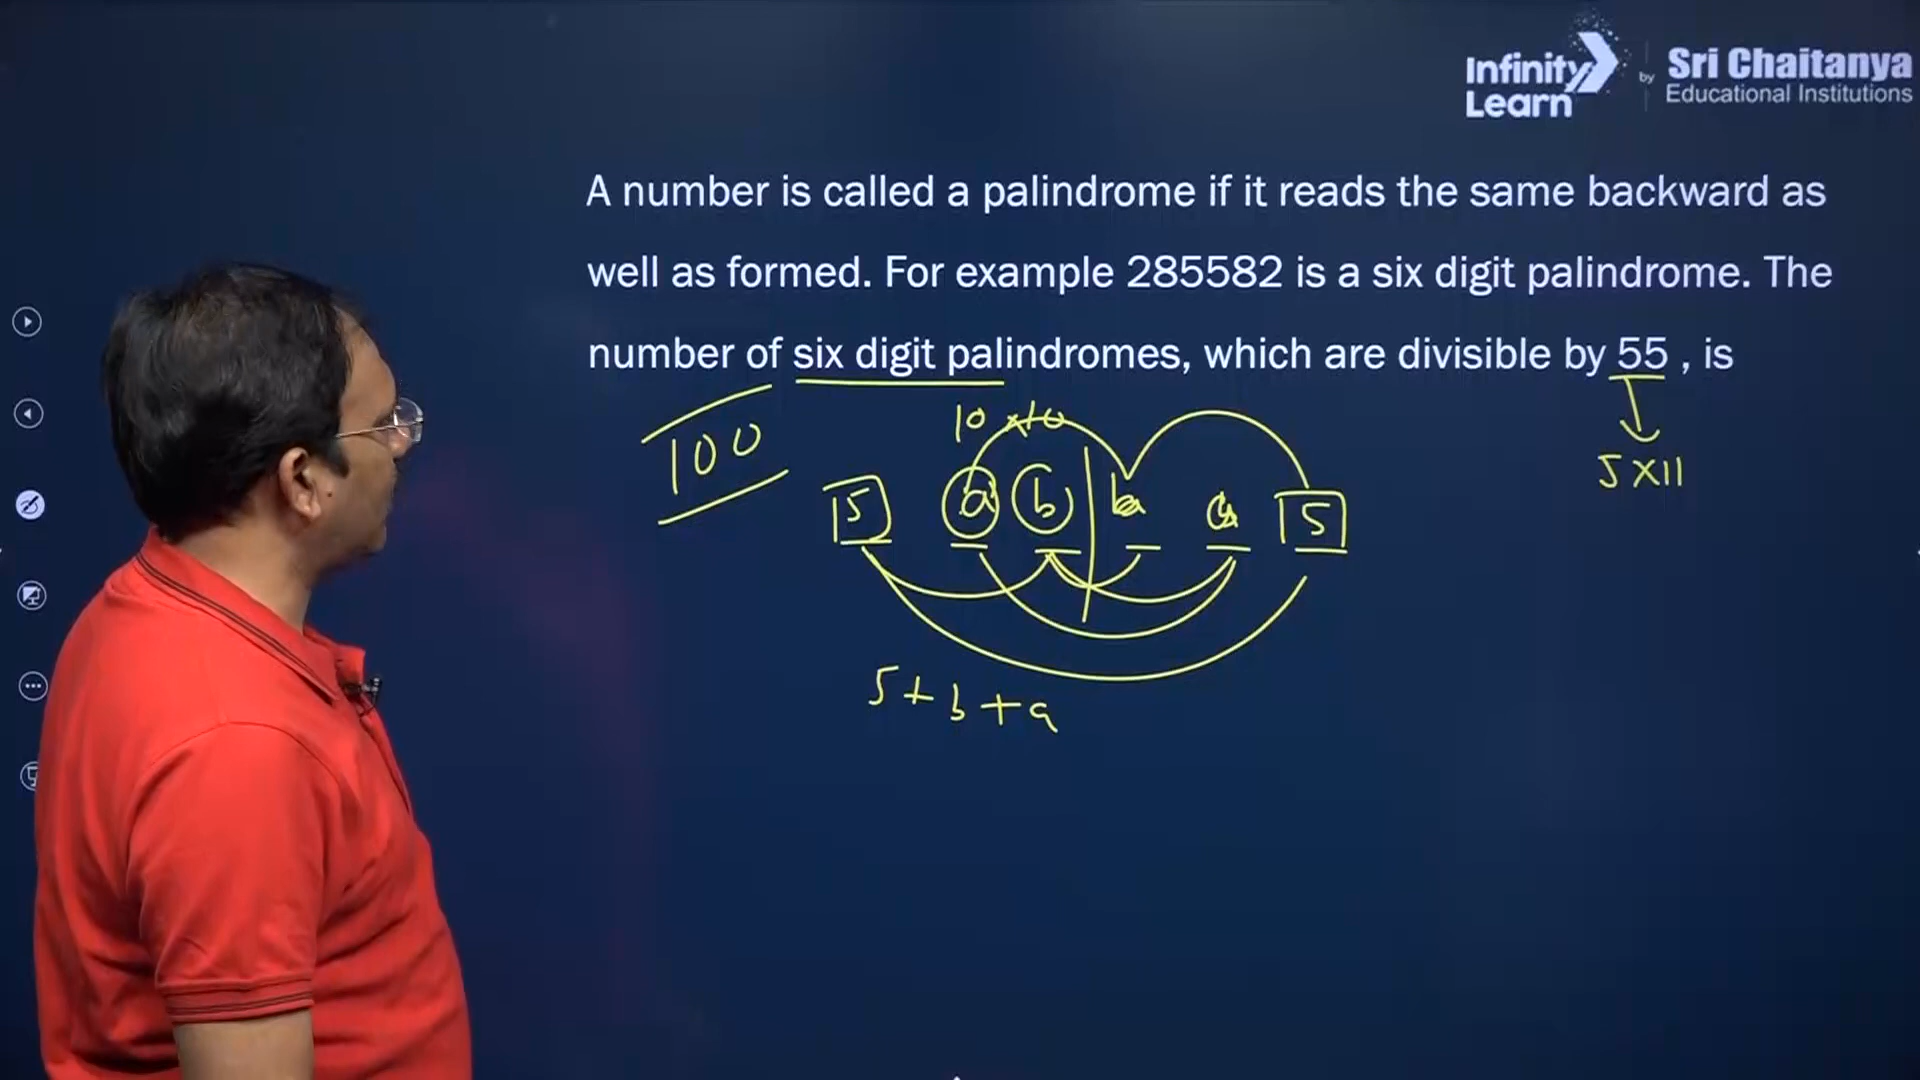 Infinity Learn by Sri Chaitanya Educational Institutions
A number is called a palindrome if it reads the same backward as
well as formed. For example 285582 is a six digit palindrome. The
number of six digit palindromes, which are divisible by 55 , is
10 × 10
100
5 × 11
5 a b b a 5
5 + b + a